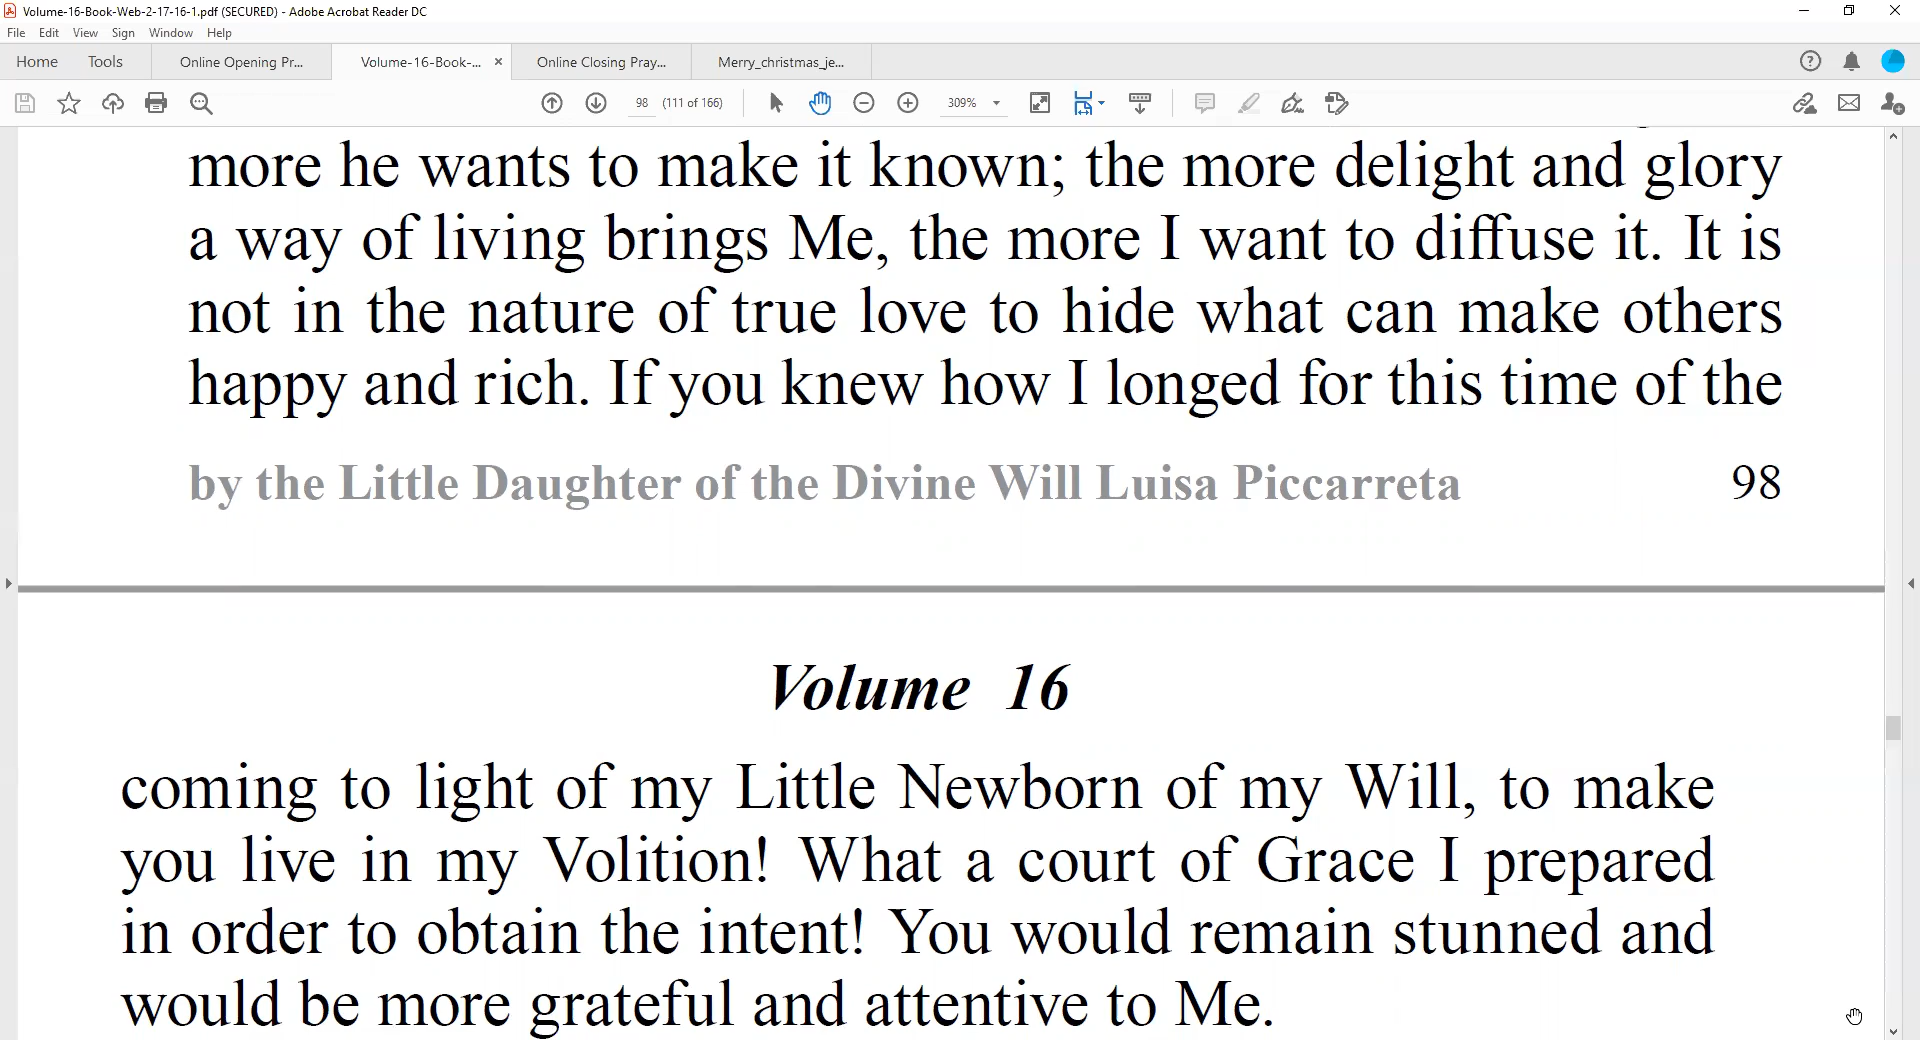 Volume-16-Book-Web-2-17-16-1.pdf (SECURED) - Adobe Acrobat Reader DC
File Edit View Sign Window Help
Home Tools Online Opening Pr... Volume-16-Book-... × Online Closing Pray... Merry_christmas_je...
98 (111 of 166) 309%
more he wants to make it known; the more delight and glory
a way of living brings Me, the more I want to diffuse it. It is
not in the nature of true love to hide what can make others
happy and rich. If you knew how I longed for this time of the
by the Little Daughter of the Divine Will Luisa Piccarreta 98
Volume 16
coming to light of my Little Newborn of my Will, to make
you live in my Volition! What a court of Grace I prepared
in order to obtain the intent! You would remain stunned and
would be more grateful and attentive to Me.